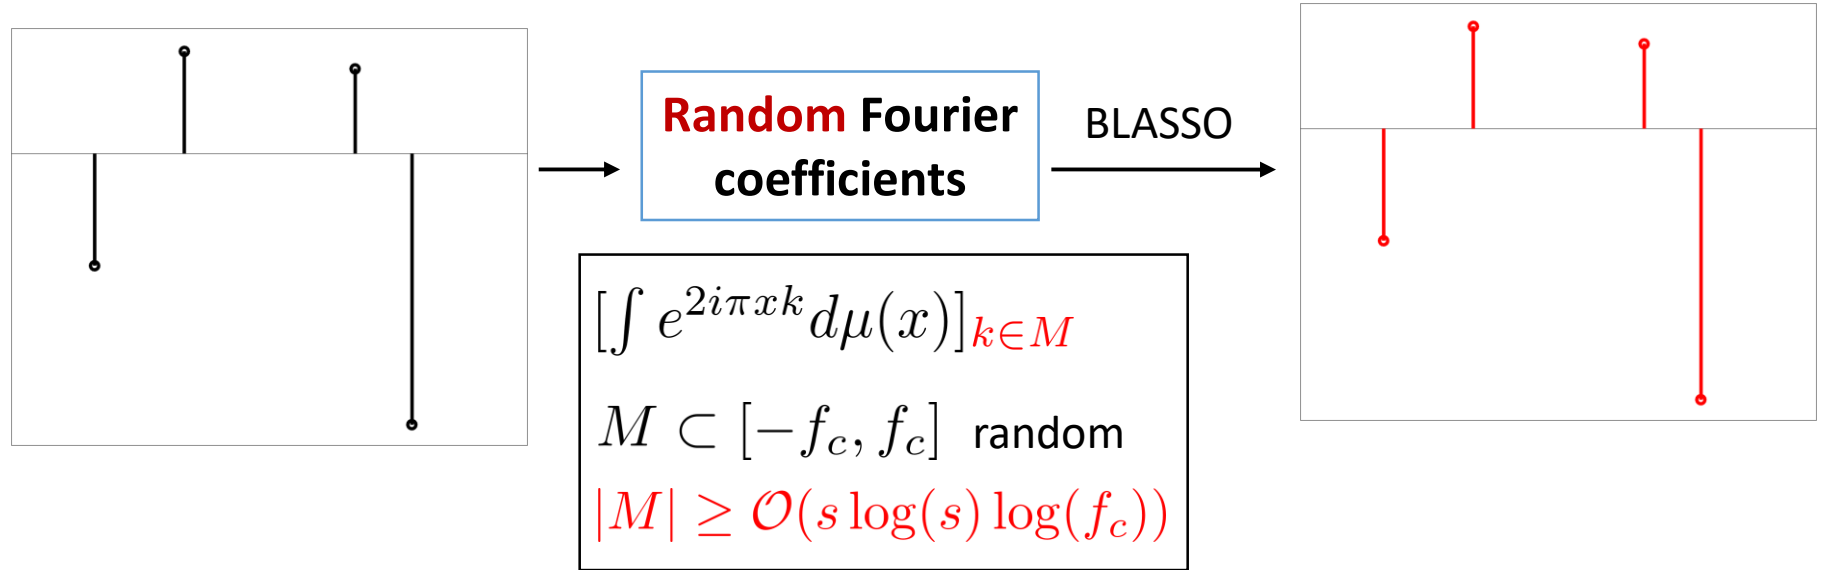 Random Fourier
coefficients
BLASSO
[∫ e^{2iπxk} dμ(x)]_{k∈M}
M ⊂ [−f_c, f_c] random
|M| ≥ 𝒪(s log(s) log(f_c))